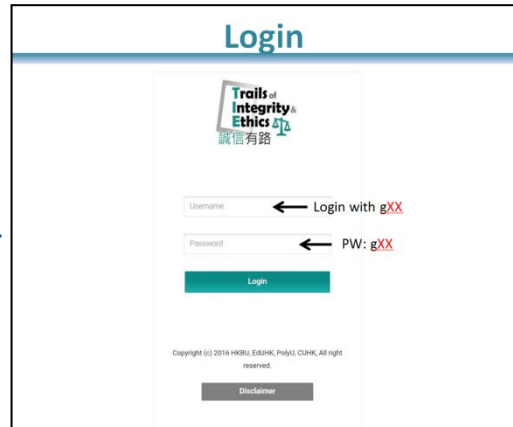 Login
Trails of
Integrity &
Ethics
誠信有路
Username
Login with gXX
Password
PW: gXX
Login
Copyright (c) 2016 HKBU, EdUHK, PolyU, CUHK, All right
reserved.
Disclaimer